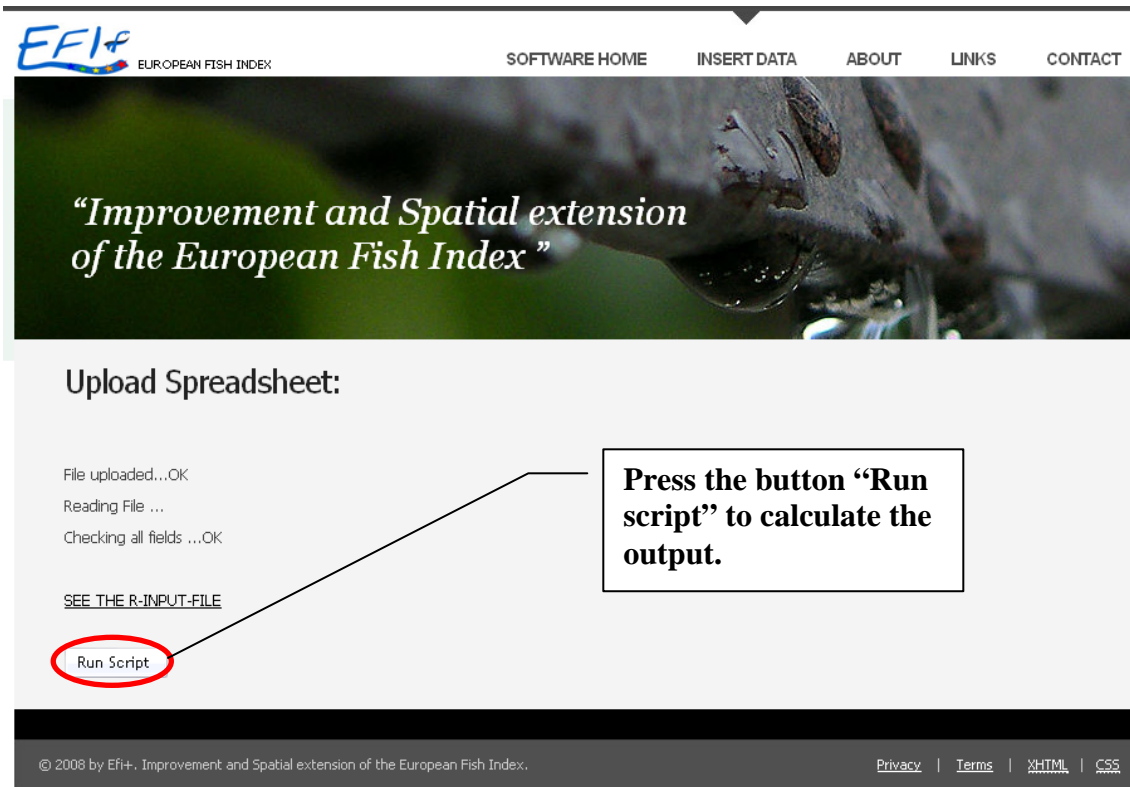 EFI+ EUROPEAN FISH INDEX
SOFTWARE HOME INSERT DATA ABOUT LINKS CONTACT
“Improvement and Spatial extension
of the European Fish Index ”
Upload Spreadsheet:
File uploaded...OK
Reading File ...
Checking all fields ...OK
SEE THE R-INPUT-FILE
Run Script
Press the button “Run
script” to calculate the
output.
© 2008 by Efi+. Improvement and Spatial extension of the European Fish Index.
Privacy | Terms | XHTML | CSS